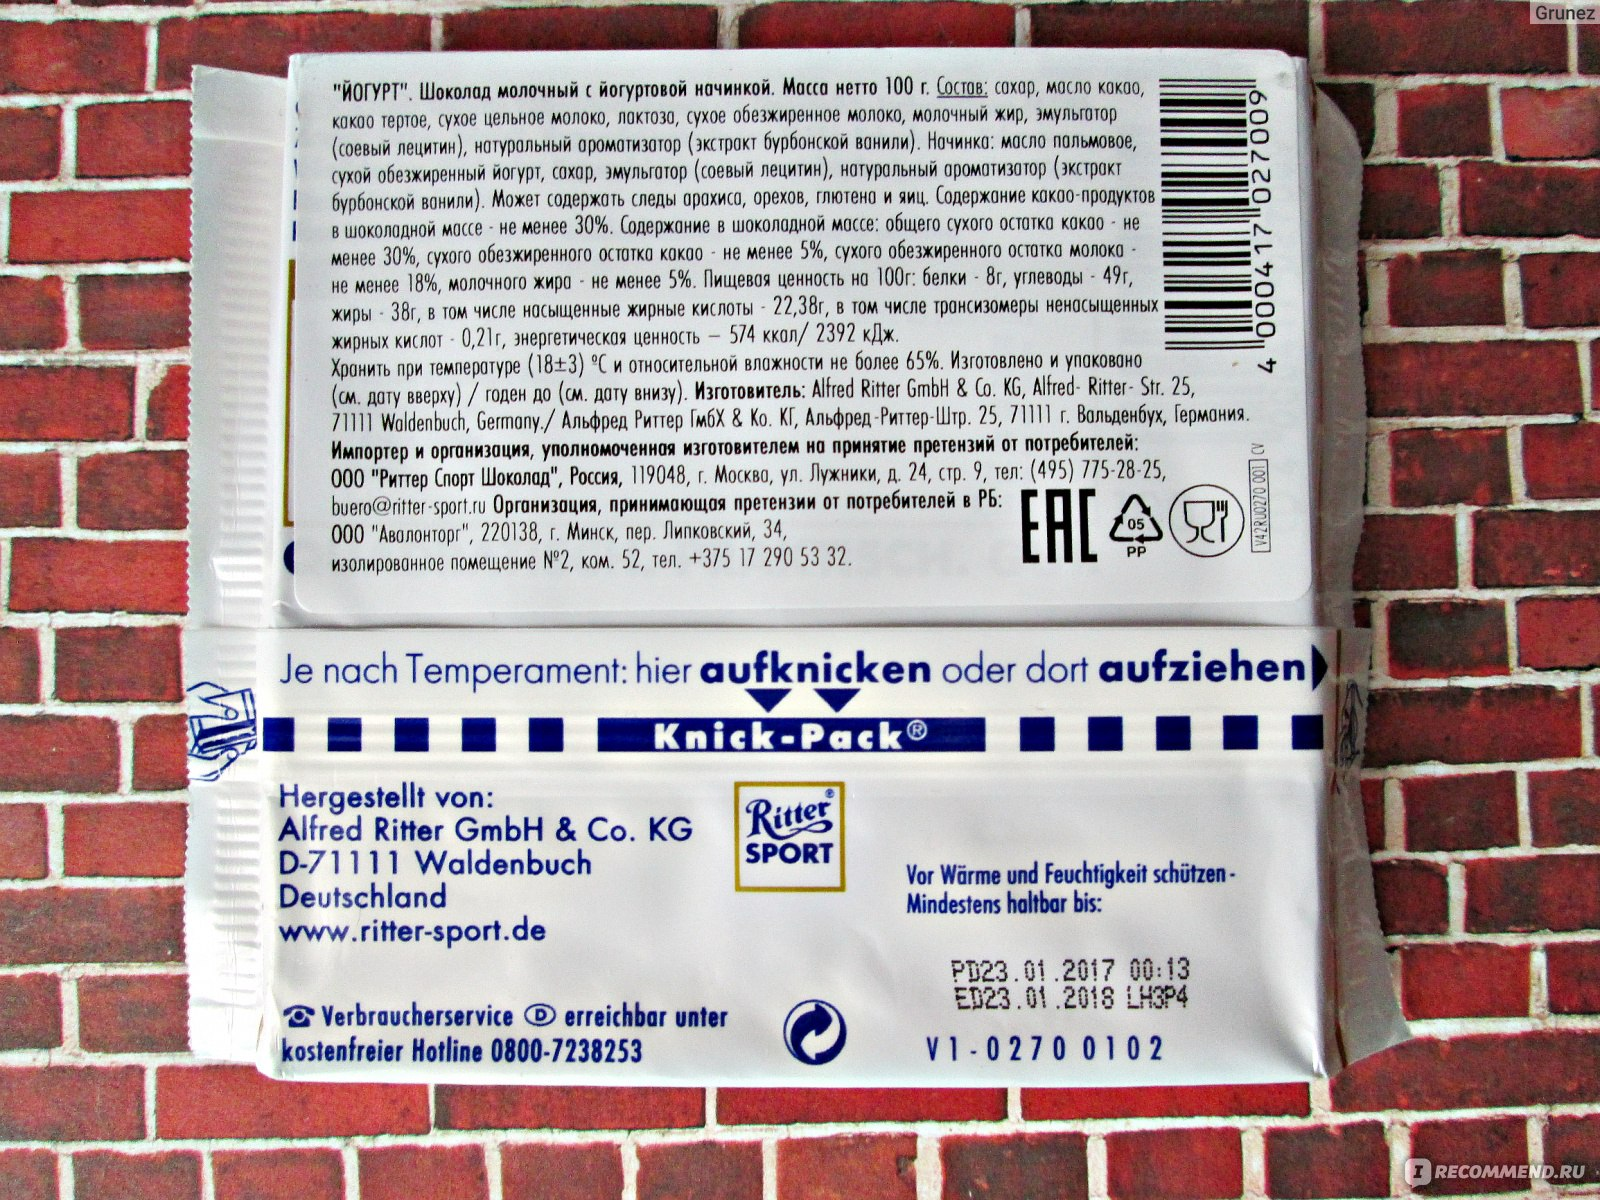 Grunez
"ЙОГУРТ". Шоколад молочный с йогуртовой начинкой. Масса нетто 100 г. Состав: сахар, масло какао,
какао тертое, сухое цельное молоко, лактоза, сухое обезжиренное молоко, молочный жир, эмульгатор
(соевый лецитин), натуральный ароматизатор (экстракт бурбонской ванили). Начинка: масло пальмовое,
сухой обезжиренный йогурт, сахар, эмульгатор (соевый лецитин), натуральный ароматизатор (экстракт
бурбонской ванили). Может содержать следы арахиса, орехов, глютена и яиц. Содержание какао-продуктов
в шоколадной массе - не менее 30%. Содержание в шоколадной массе: общего сухого остатка какао - не
менее 30%, сухого обезжиренного остатка какао - не менее 5%, сухого обезжиренного остатка молока -
не менее 18%, молочного жира - не менее 5%. Пищевая ценность на 100г: белки - 8г, углеводы - 49г,
жиры - 38г, в том числе насыщенные жирные кислоты - 22,38г, в том числе трансизомеры ненасыщенных
жирных кислот - 0,21г, энергетическая ценность – 574 ккал/ 2392 кДж.
Хранить при температуре (18±3) ºС и относительной влажности не более 65%. Изготовлено и упаковано
(см. дату вверху) / годен до (см. дату внизу). Изготовитель: Alfred Ritter GmbH & Co. KG, Alfred- Ritter- Str. 25,
71111 Waldenbuch, Germany./ Альфред Риттер ГмбХ & Ко. КГ, Альфред-Риттер-Штр. 25, 71111 г. Вальденбух, Германия.
Импортер и организация, уполномоченная изготовителем на принятие претензий от потребителей:
ООО "Риттер Спорт Шоколад", Россия, 119048, г. Москва, ул. Лужники, д. 24, стр. 9, тел: (495) 775-28-25,
buero@ritter-sport.ru Организация, принимающая претензии от потребителей в РБ:
ООО "Авалонторг", 220138, г. Минск, пер. Липковский, 34,
изолированное помещение №2, ком. 52, тел. +375 17 290 53 32.
4 000417 027009
EAC
05
PP
V42RU0270 001 CV
Je nach Temperament: hier aufknicken oder dort aufziehen
Knick-Pack®
Hergestellt von:
Alfred Ritter GmbH & Co. KG
D-71111 Waldenbuch
Deutschland
www.ritter-sport.de
Ritter®
SPORT
Vor Wärme und Feuchtigkeit schützen-
Mindestens haltbar bis:
PD23.01.2017 00:13
ED23.01.2018 LH3P4
Verbraucherservice D erreichbar unter
kostenfreier Hotline 0800-7238253
V1-0270 0102
I RECOMMEND.RU